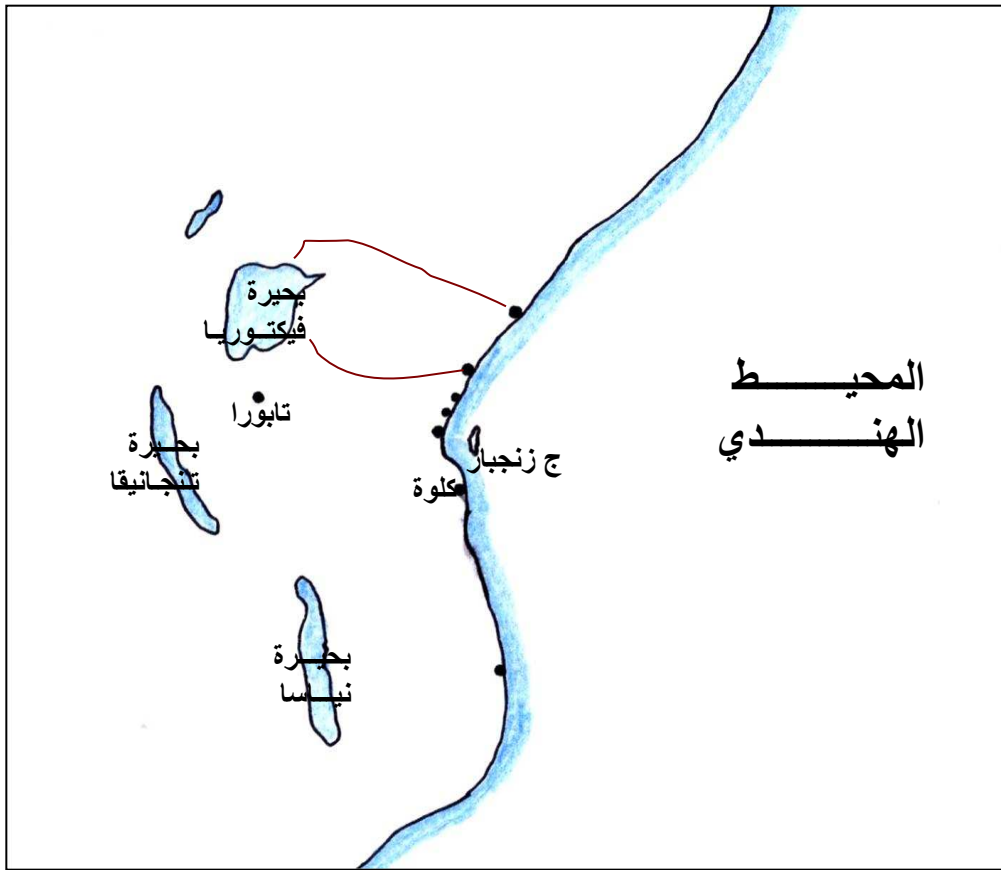 بحيرة
فيكتوريا
المحيط
الهندي
تابورا
بحيرة
تنجانيقا
ج زنجبار
كلوة
بحيرة
نياسا